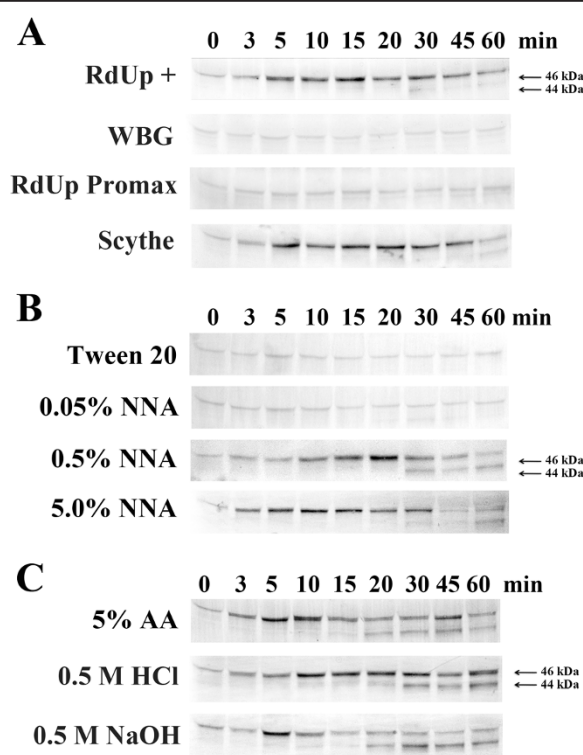 A
0 3 5 10 15 20 30 45 60 min
RdUp + ← 46 kDa
← 44 kDa
WBG
RdUp Promax
Scythe
B
0 3 5 10 15 20 30 45 60 min
Tween 20
0.05% NNA
0.5% NNA ← 46 kDa
← 44 kDa
5.0% NNA
C
0 3 5 10 15 20 30 45 60 min
5% AA
0.5 M HCl ← 46 kDa
← 44 kDa
0.5 M NaOH